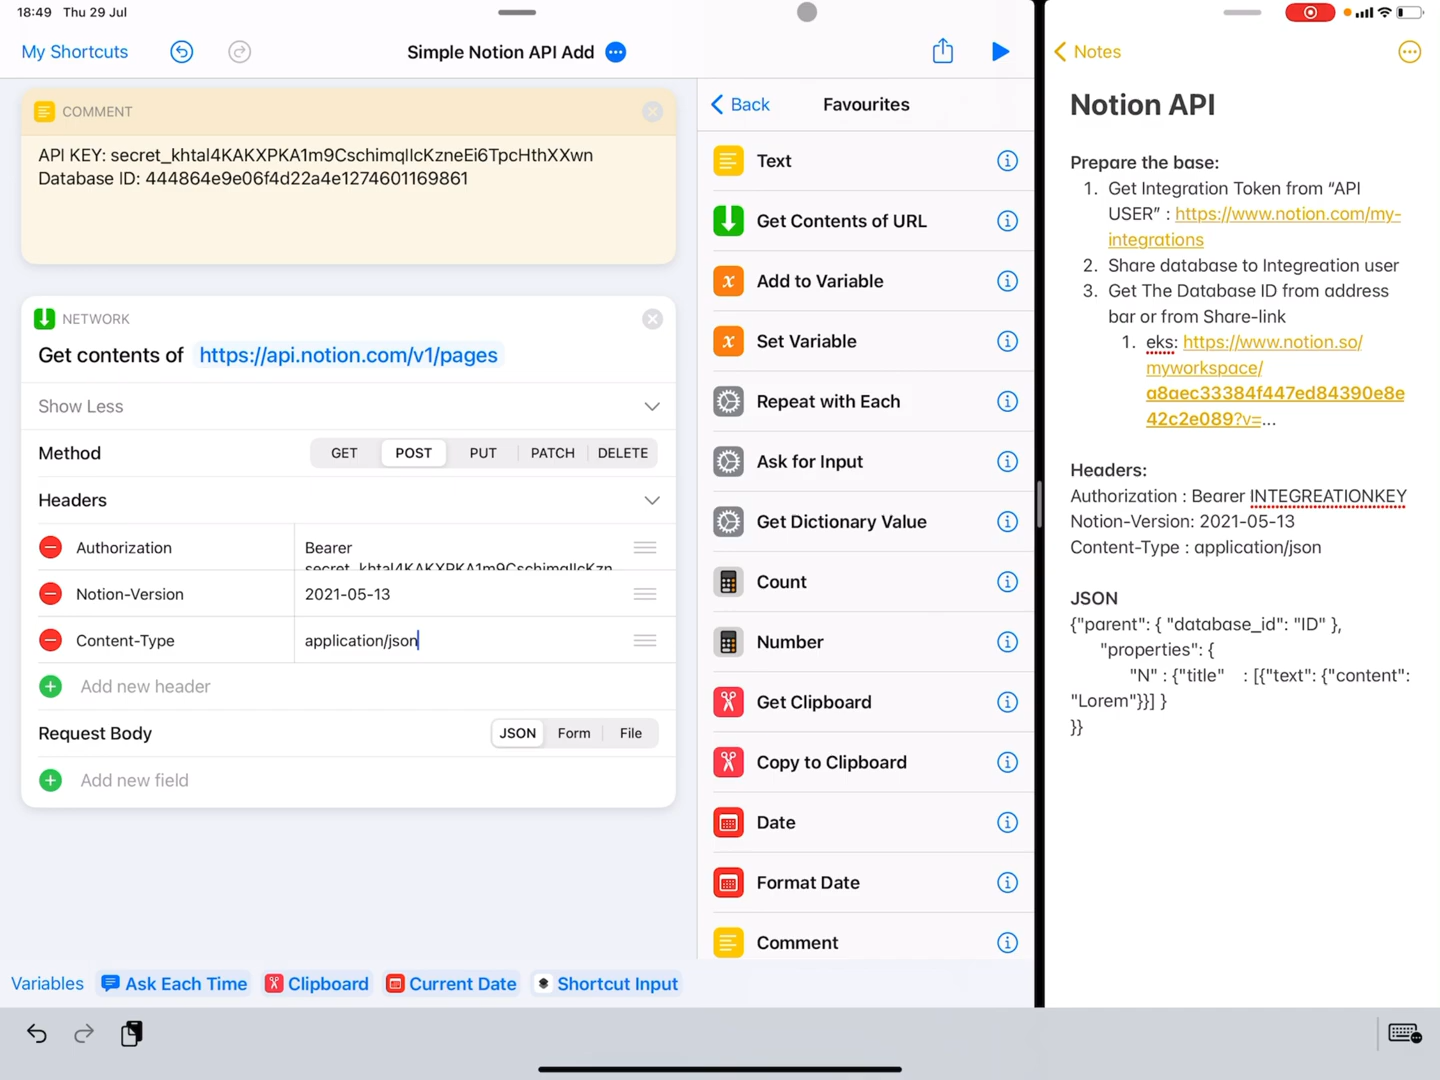 18:49 Thu 29 Jul
My Shortcuts
Simple Notion API Add
COMMENT
API KEY: secret_khtal4KAKXPKA1m9CschimqIlcKzneEi6TpcHthXXwn
Database ID: 444864e9e06f4d22a4e1274601169861
NETWORK
Get contents of https://api.notion.com/v1/pages
Show Less
Method GET POST PUT PATCH DELETE
Headers
Authorization Bearer
secret_khtal4KAKXPKA1m9CschimqIlcKzn
Notion-Version 2021-05-13
Content-Type application/json
Add new header
Request Body JSON Form File
Add new field
Variables Ask Each Time Clipboard Current Date Shortcut Input
Back Favourites
Text
Get Contents of URL
Add to Variable
Set Variable
Repeat with Each
Ask for Input
Get Dictionary Value
Count
Number
Get Clipboard
Copy to Clipboard
Date
Format Date
Comment
Notes
Notion API
Prepare the base:
1. Get Integration Token from “API
USER” : https://www.notion.com/my-
integrations
2. Share database to Integreation user
3. Get The Database ID from address
bar or from Share-link
1. eks: https://www.notion.so/
myworkspace/
a8aec33384f447ed84390e8e
42c2e089?v=...
Headers:
Authorization : Bearer INTEGREATIONKEY
Notion-Version: 2021-05-13
Content-Type : application/json
JSON
{"parent": { "database_id": "ID" },
"properties": {
"N" : {"title" : [{"text": {"content":
"Lorem"}}] }
}}